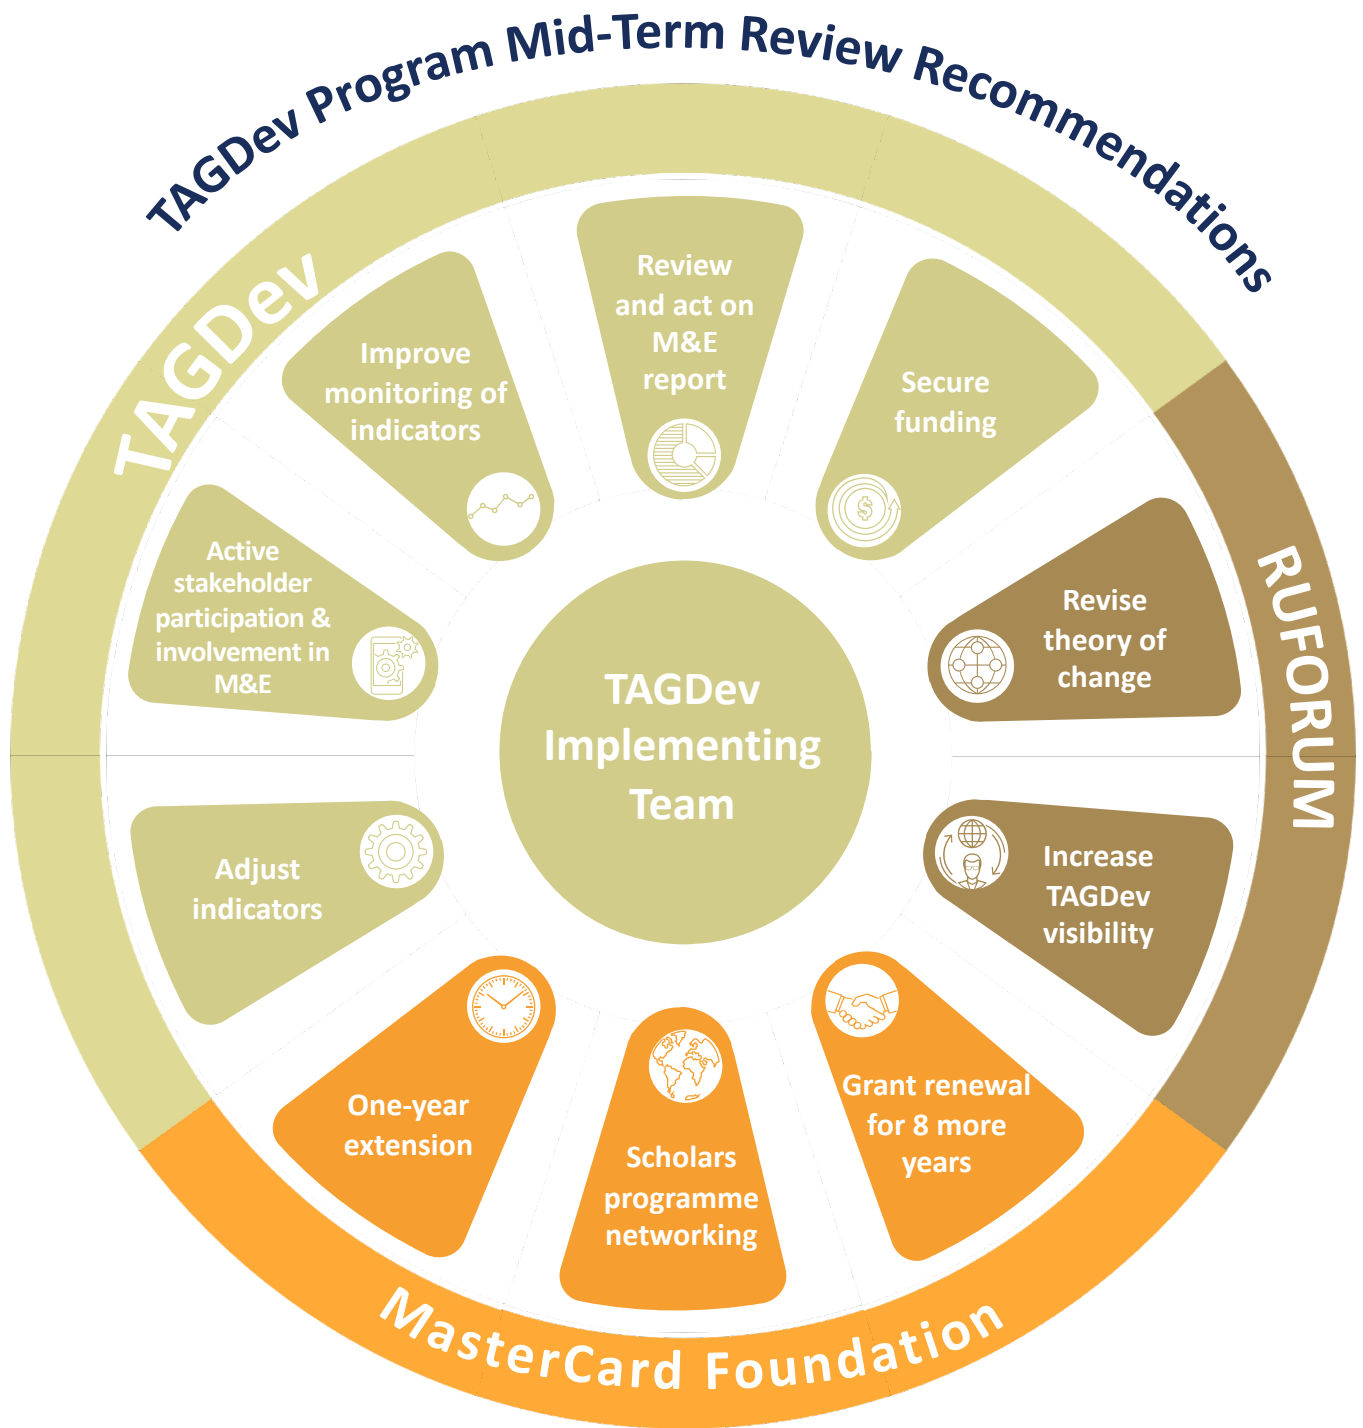 TAGDev Program Mid-Term Review Recommendations
TAGDev
Review
and act on
M&E
report
Improve
monitoring of
indicators
Secure
funding
Active
stakeholder
participation &
involvement in
M&E
Revise
theory of
change
RUFORUM
TAGDev
Implementing
Team
Adjust
indicators
Increase
TAGDev
visibility
One-year
extension
Scholars
programme
networking
Grant renewal
for 8 more
years
MasterCard Foundation
$